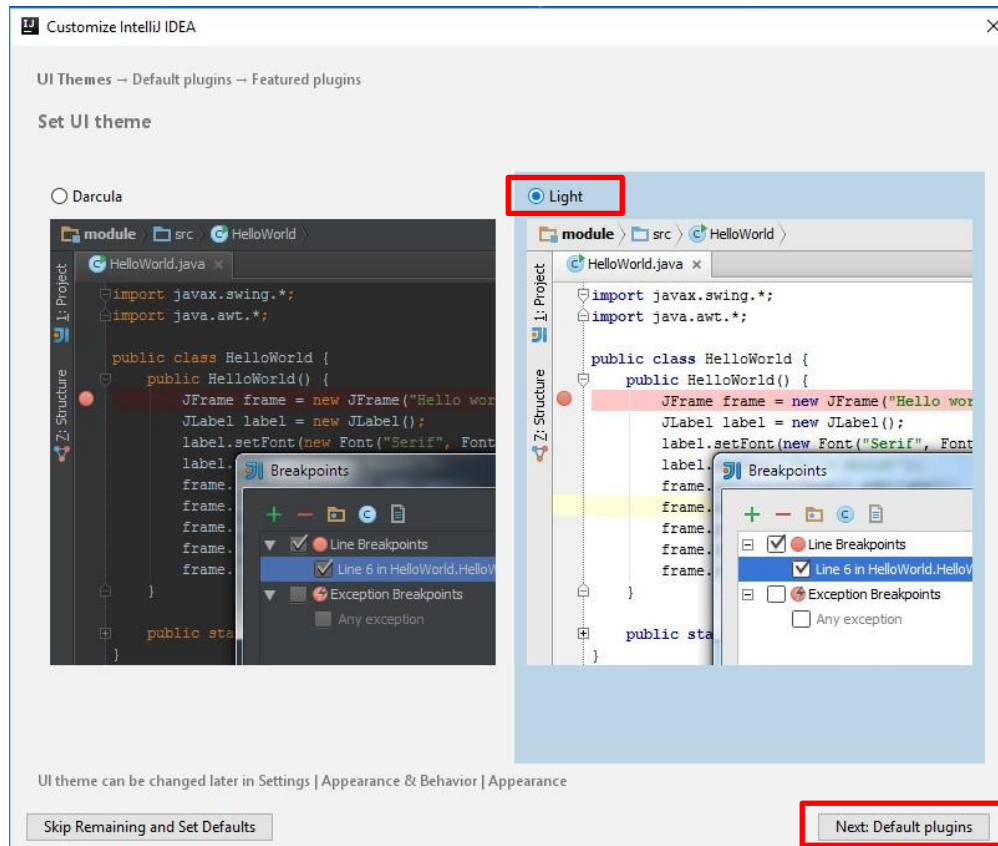 IJ Customize IntelliJ IDEA
UI Themes → Default plugins → Featured plugins
Set UI theme
Darcula
module src HelloWorld
HelloWorld.java
1: Project
Z: Structure
import javax.swing.*;
import java.awt.*;
public class HelloWorld {
public HelloWorld() {
JFrame frame = new JFrame("Hello wor
JLabel label = new JLabel();
label.setFont(new Font("Serif", Font
label.
frame.
frame.
frame.
frame.
frame.
}
public sta
}
Breakpoints
Line Breakpoints
Line 6 in HelloWorld.HelloW
Exception Breakpoints
Any exception
Light
module src HelloWorld
HelloWorld.java
1: Project
Z: Structure
import javax.swing.*;
import java.awt.*;
public class HelloWorld {
public HelloWorld() {
JFrame frame = new JFrame("Hello wor
JLabel label = new JLabel();
label.setFont(new Font("Serif", Font
label.
frame.
frame.
frame.
frame.
frame.
}
public sta
}
Breakpoints
Line Breakpoints
Line 6 in HelloWorld.HelloW
Exception Breakpoints
Any exception
UI theme can be changed later in Settings | Appearance & Behavior | Appearance
Skip Remaining and Set Defaults
Next: Default plugins